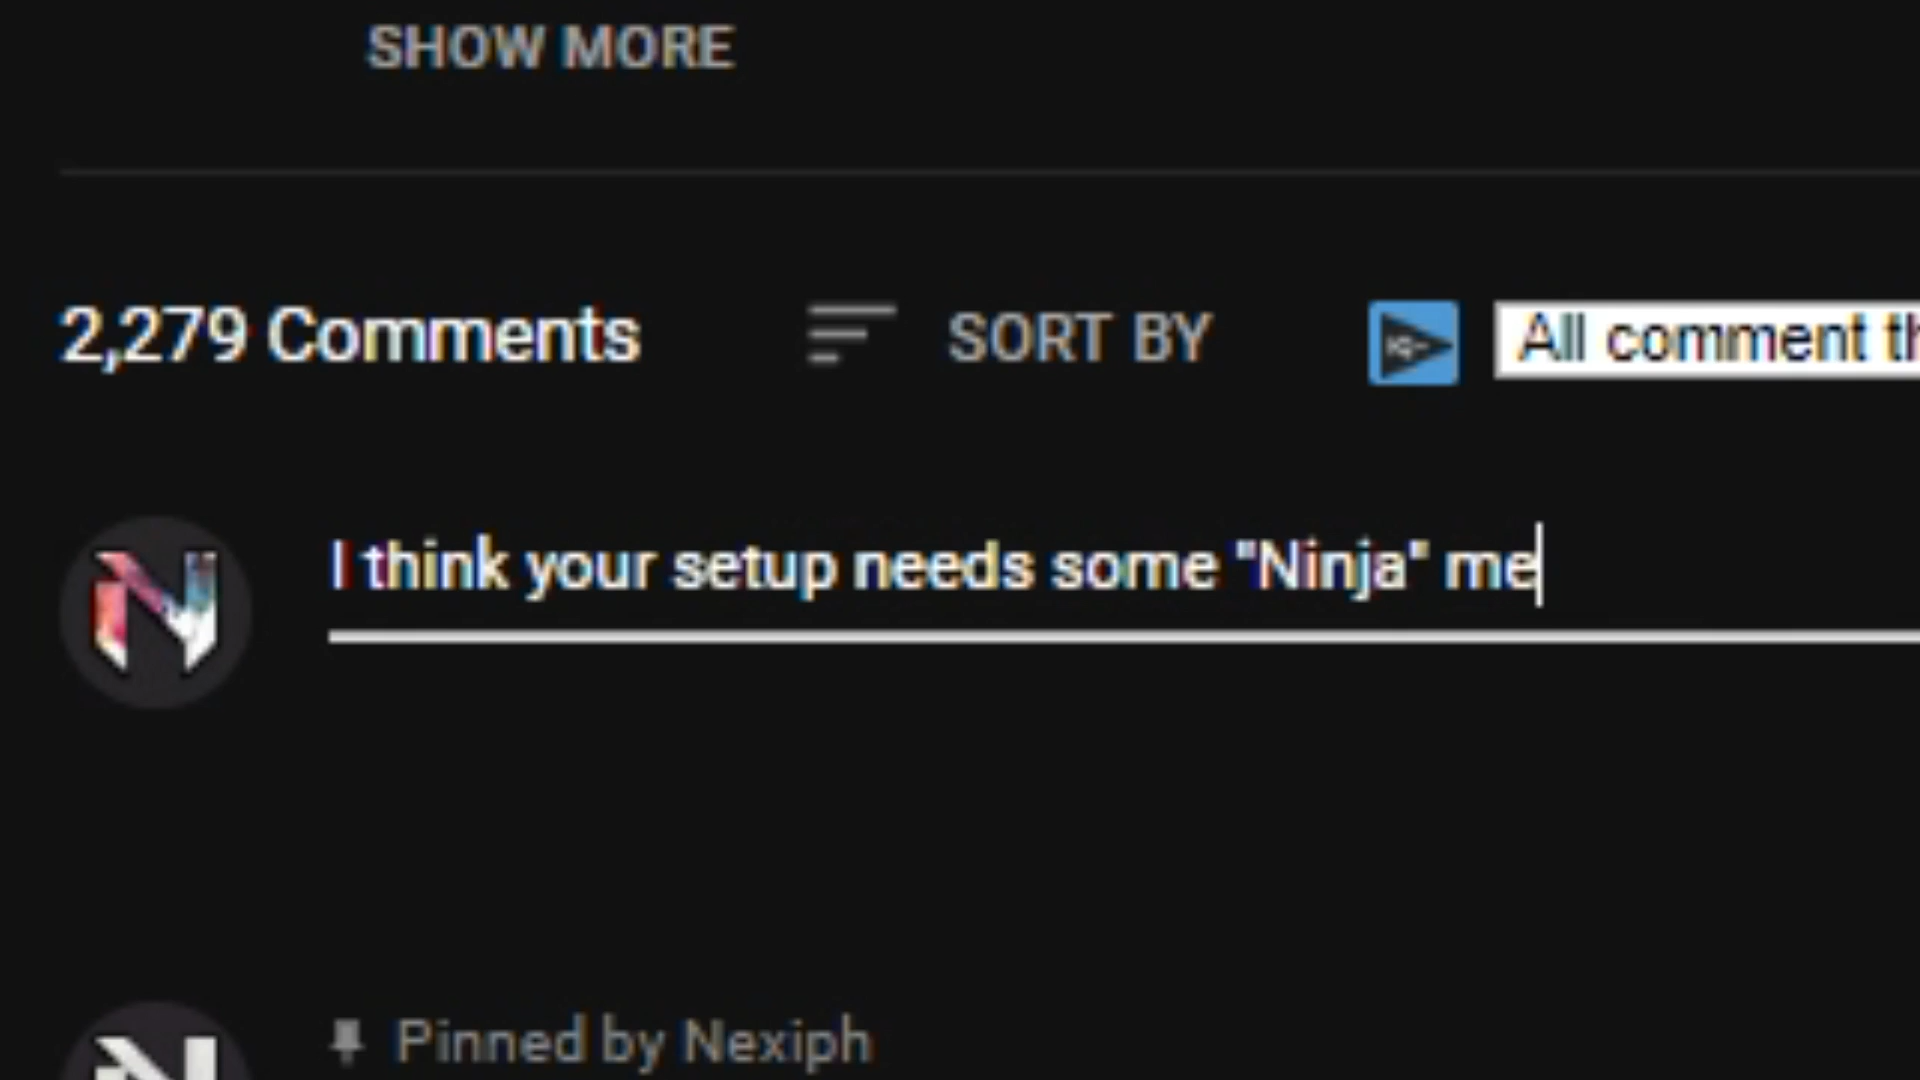 SHOW MORE
2,279 Comments SORT BY All comment th
I think your setup needs some "Ninja" me
Pinned by Nexiph